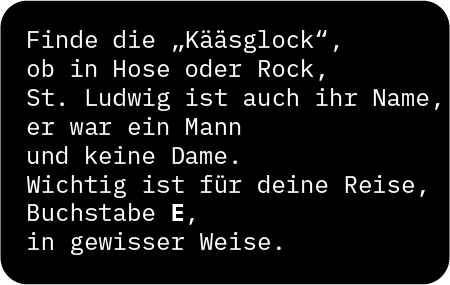 Finde die „Kääsglock“,
ob in Hose oder Rock,
St. Ludwig ist auch ihr Name,
er war ein Mann
und keine Dame.
Wichtig ist für deine Reise,
Buchstabe E,
in gewisser Weise.